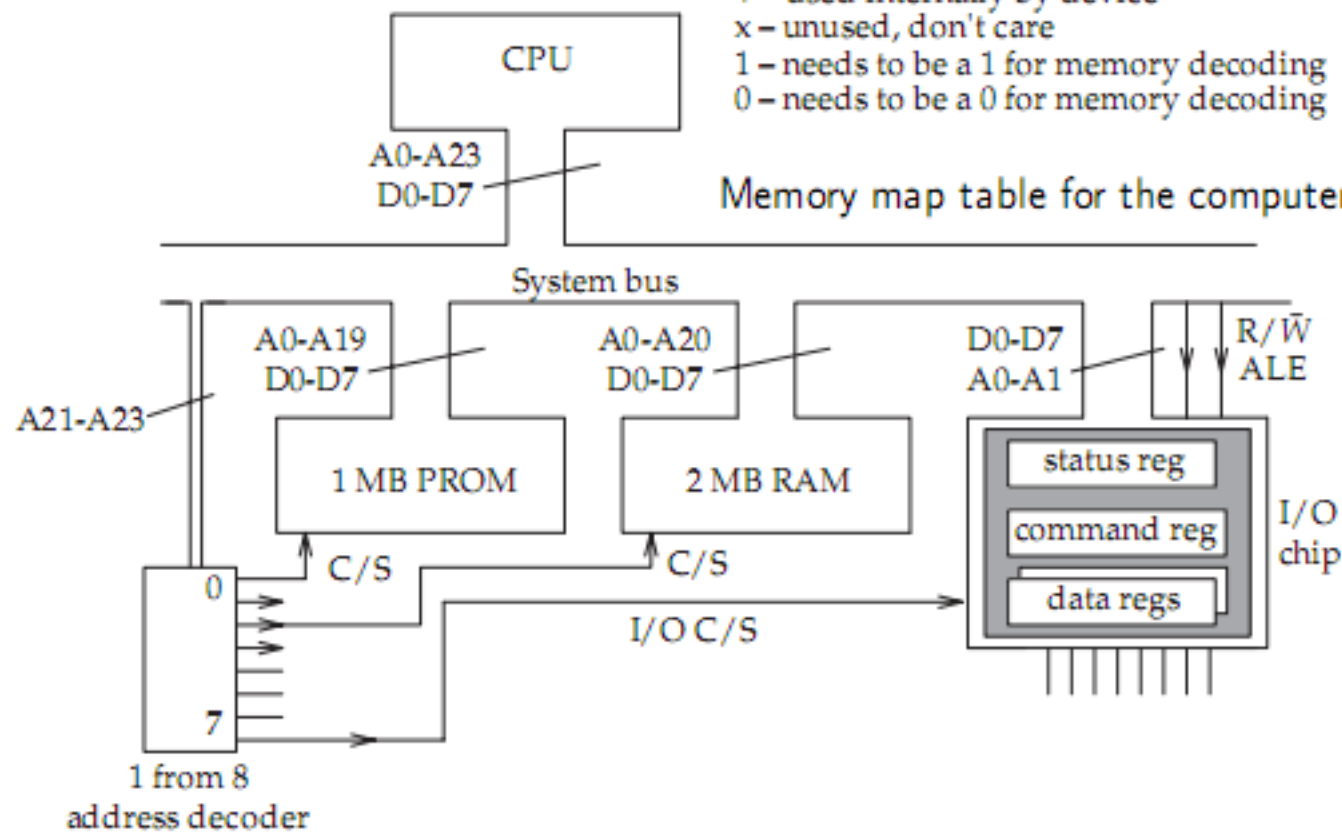 x – unused, don't care
1 – needs to be a 1 for memory decoding
0 – needs to be a 0 for memory decoding
CPU
A0-A23
D0-D7
Memory map table for the computer
System bus
A0-A19
D0-D7
A0-A20
D0-D7
D0-D7
A0-A1
R/W̄
ALE
A21-A23
1 MB PROM
2 MB RAM
status reg
command reg
data regs
I/O
chip
C/S
C/S
I/O C/S
0
7
1 from 8
address decoder